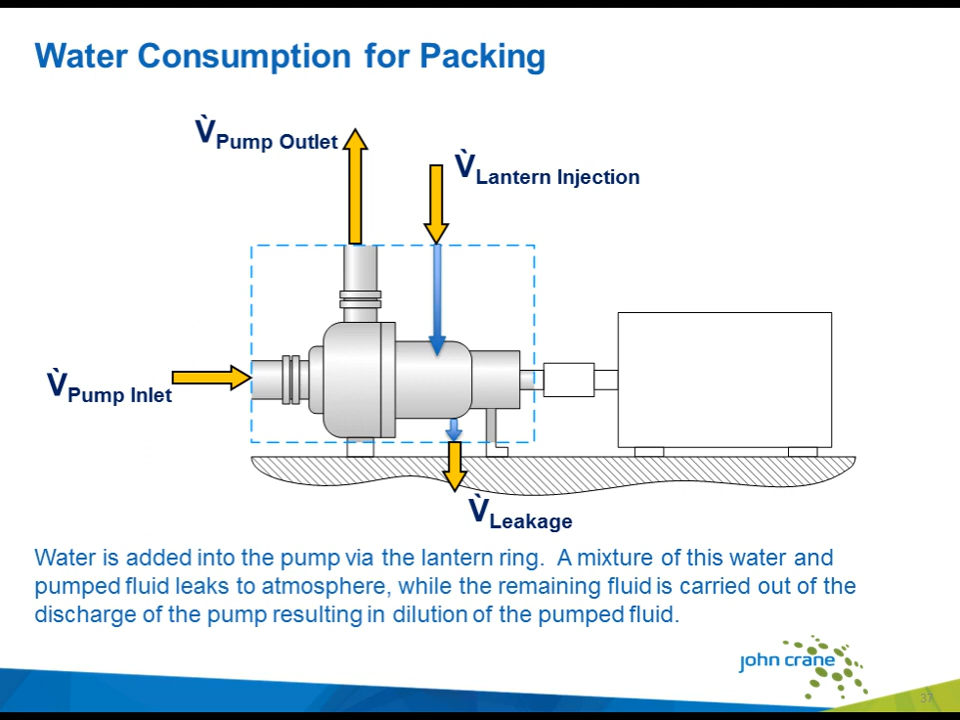 Water Consumption for Packing
V̀Pump Outlet
V̀Lantern Injection
V̀Pump Inlet
V̀Leakage
Water is added into the pump via the lantern ring. A mixture of this water and
pumped fluid leaks to atmosphere, while the remaining fluid is carried out of the
discharge of the pump resulting in dilution of the pumped fluid.
john crane
37